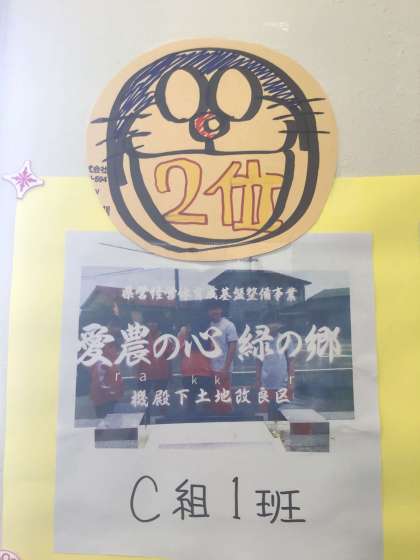 2位
県営経営体育成基盤整備事業
愛農の心 緑の郷
機殿下土地改良区
C組1班